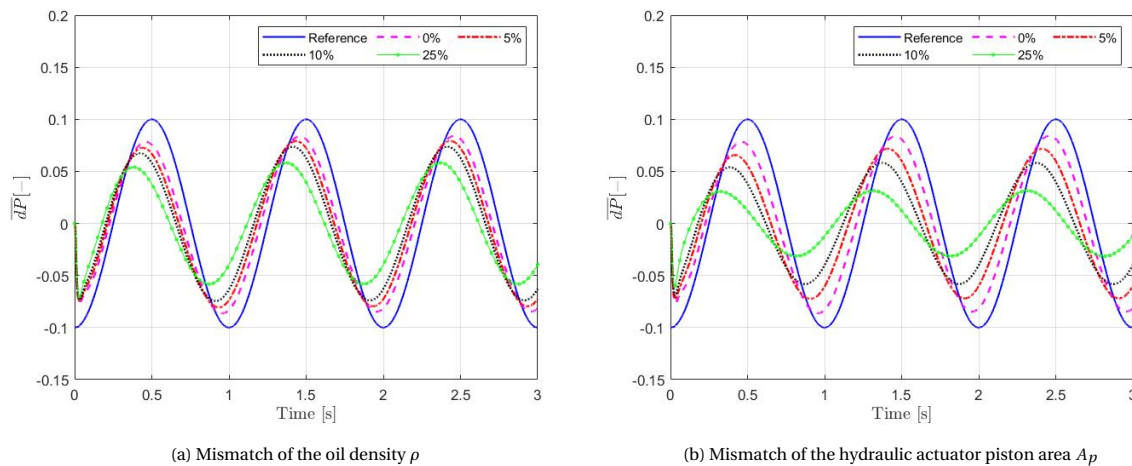 0.2
0.15
0.1
0.05
0
-0.05
-0.1
-0.15
dP[−]
Reference 0% 5%
10% 25%
0 0.5 1 1.5 2 2.5 3
Time [s]
(a) Mismatch of the oil density ρ
0.2
0.15
0.1
0.05
0
-0.05
-0.1
-0.15
dP[−]
Reference 0% 5%
10% 25%
0 0.5 1 1.5 2 2.5 3
Time [s]
(b) Mismatch of the hydraulic actuator piston area Ap